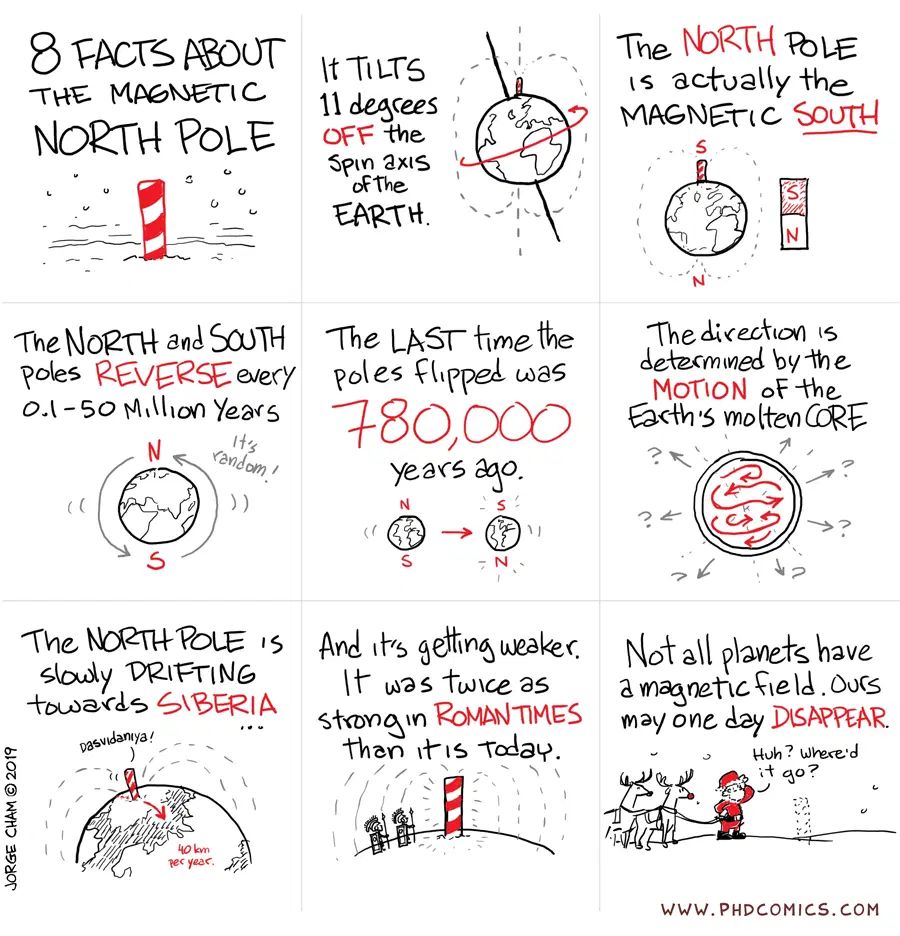 8 FACTS ABOUT
THE MAGNETIC
NORTH POLE
It TILTS
11 degrees
OFF the
spin axis
of the
EARTH.
The NORTH POLE
is actually the
MAGNETIC SOUTH
S
N
S
N
The NORTH and SOUTH
poles REVERSE every
0.1-50 Million Years
It's
random!
N
S
The LAST time the
poles flipped was
780,000
years ago.
N
S
S
N
The direction is
determined by the
MOTION of the
Earth's molten CORE
?
?
?
?
?
?
The NORTH POLE is
slowly DRIFTING
towards SIBERIA
...
Dasvidaniya!
40 km
per year.
And it's getting weaker.
It was twice as
strong in ROMAN TIMES
than it is today.
Not all planets have
a magnetic field. Ours
may one day DISAPPEAR.
Huh? Where'd
it go?
JORGE CHAM © 2019
WWW.PHDCOMICS.COM